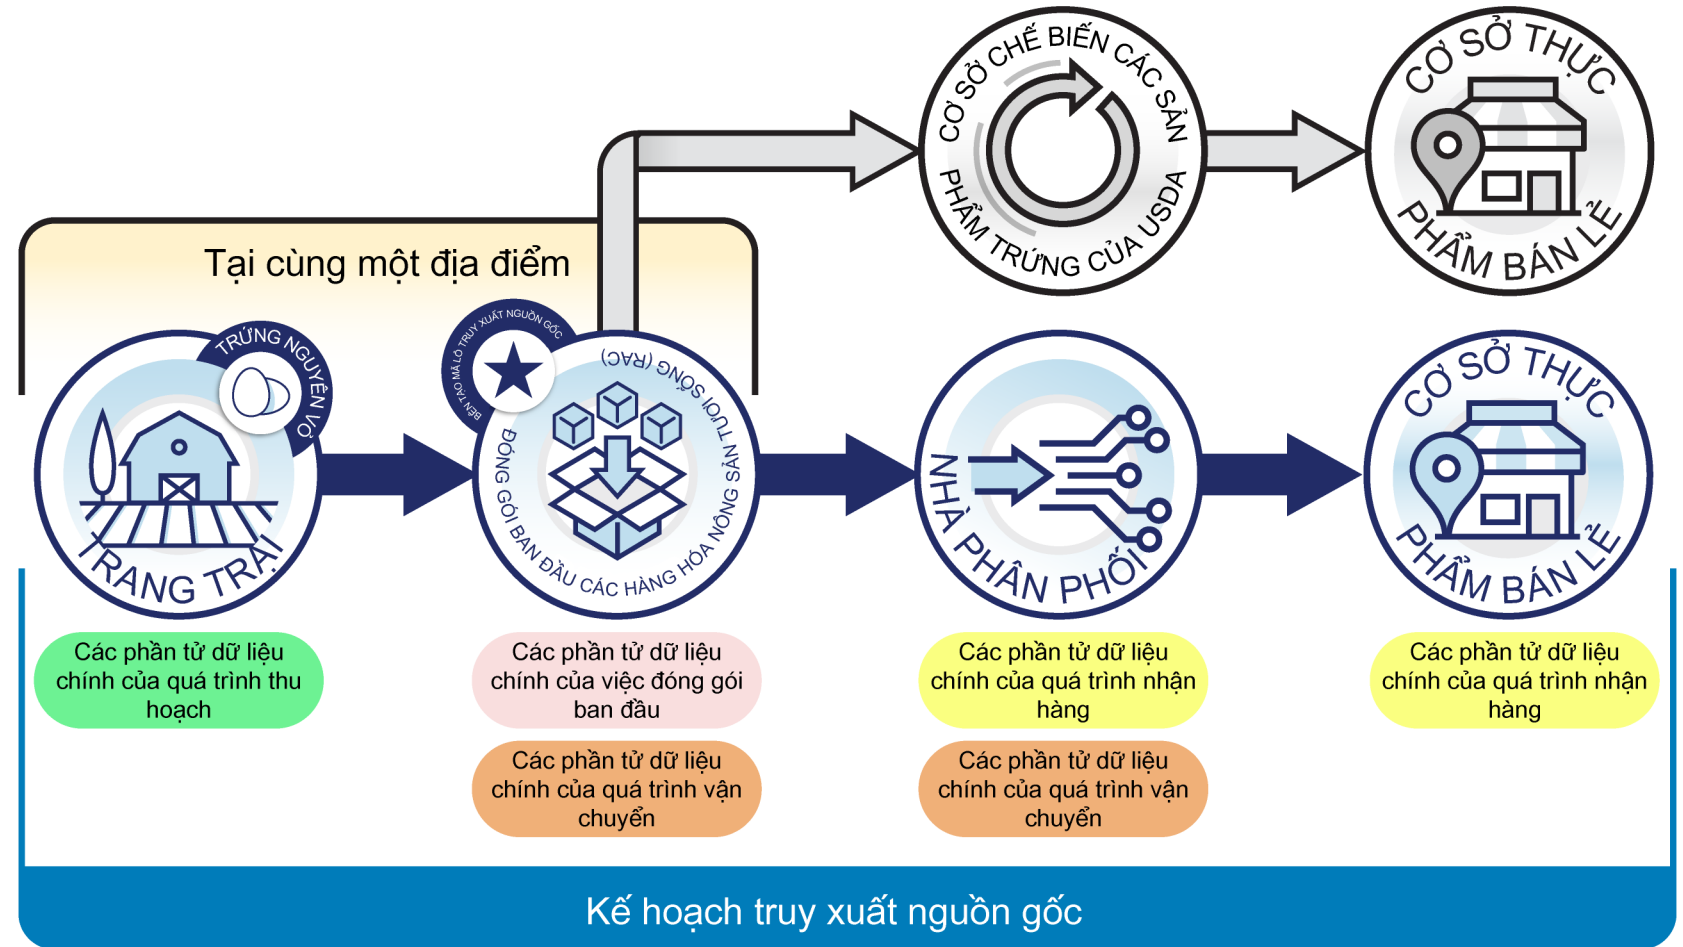 CƠ SỞ CHẾ BIẾN CÁC SẢN
PHẨM TRỨNG CỦA USDA
CƠ SỞ THỰC
PHẨM BÁN LẺ
Tại cùng một địa điểm
TRỨNG NGUYÊN VỎ
TRANG TRẠI
BÊN TẠO MÃ LÔ TRUY XUẤT NGUỒN GỐC
ĐÓNG GÓI BAN ĐẦU CÁC HÀNG HÓA NÔNG SẢN TƯƠI SỐNG (RAC)
NHÀ PHÂN PHỐI
CƠ SỞ THỰC
PHẨM BÁN LẺ
Các phần tử dữ liệu
chính của quá trình thu
hoạch
Các phần tử dữ liệu
chính của việc đóng gói
ban đầu
Các phần tử dữ liệu
chính của quá trình vận
chuyển
Các phần tử dữ liệu
chính của quá trình nhận
hàng
Các phần tử dữ liệu
chính của quá trình vận
chuyển
Các phần tử dữ liệu
chính của quá trình nhận
hàng
Kế hoạch truy xuất nguồn gốc